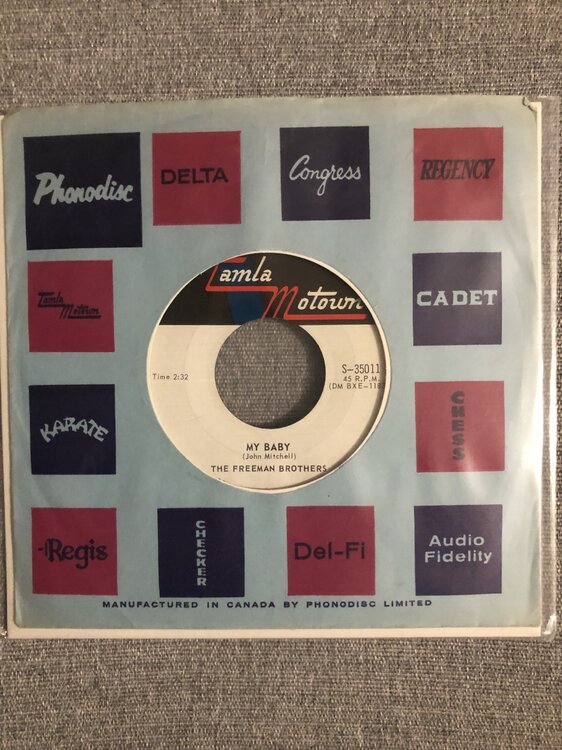 Phonodisc
DELTA
Congress
REGENCY
Tamla
Motown
CADET
KARATE
CHESS
Regis
CHECKER
Del-Fi
Audio
Fidelity
MANUFACTURED IN CANADA BY PHONODISC LIMITED
Tamla
Motown
Time 2:32
S-35011
45 R.P.M.
MY BABY
(John Mitchell)
THE FREEMAN BROTHERS